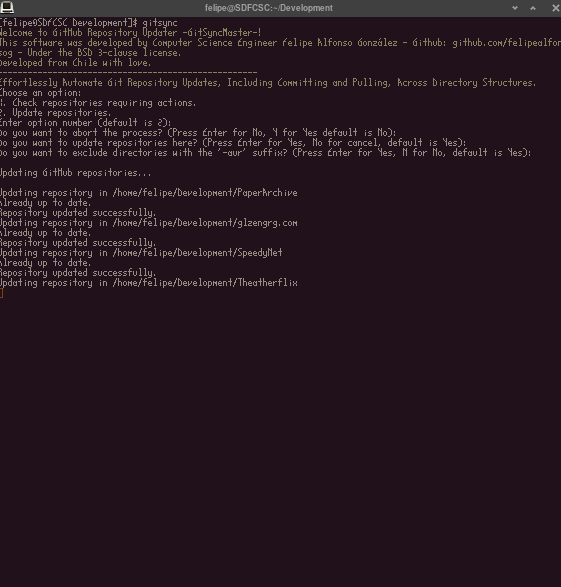 felipe@SDFCSC:~/Development
[felipe@SDFCSC Development]$ gitsync
Welcome to GitHub Repository Updater -GitSyncMaster-!
This software was developed by Computer Science Engineer Felipe Alfonso González - Github: github.com/felipealfon
sog - Under the BSD 3-clause license.
Developed from Chile with love.
---------------------------------------------------
Effortlessly Automate Git Repository Updates, Including Committing and Pulling, Across Directory Structures.
Choose an option:
1. Check repositories requiring actions.
2. Update repositories.
Enter option number (default is 2):
Do you want to abort the process? (Press Enter for No, Y for Yes default is No):
Do you want to update repositories here? (Press Enter for Yes, No for cancel, default is Yes):
Do you want to exclude directories with the '-aur' suffix? (Press Enter for Yes, N for No, default is Yes):
Updating GitHub repositories...
Updating repository in /home/felipe/Development/PaperArchive
Already up to date.
Repository updated successfully.
Updating repository in /home/felipe/Development/glzengrg.com
Already up to date.
Repository updated successfully.
Updating repository in /home/felipe/Development/SpeedyNet
Already up to date.
Repository updated successfully.
Updating repository in /home/felipe/Development/Theatherflix